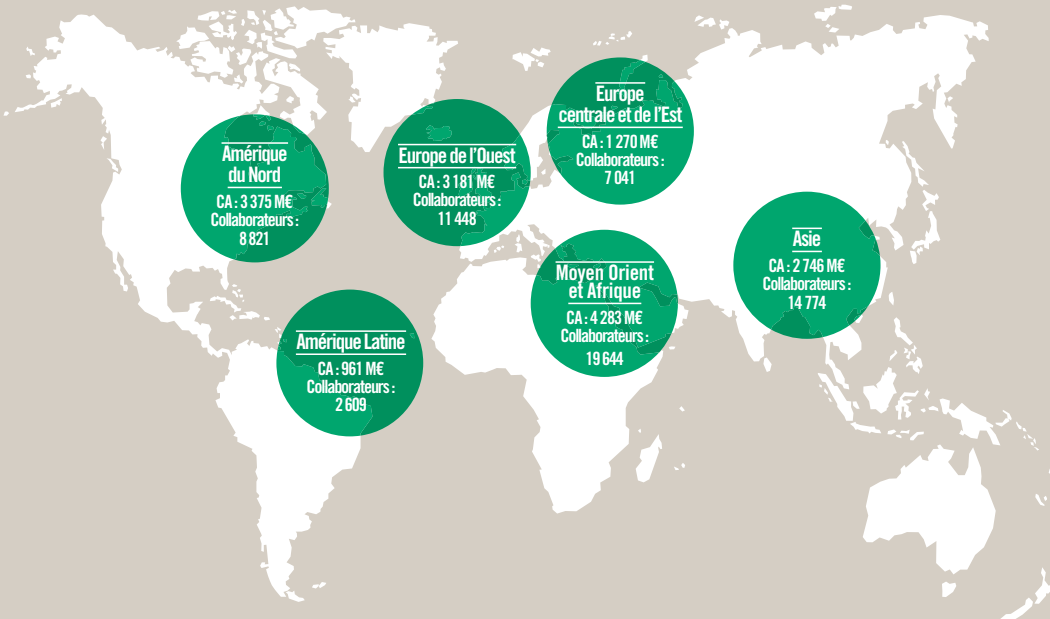 Amérique
du Nord
CA : 3 375 M€
Collaborateurs :
8 821
Europe de l'Ouest
CA : 3 181 M€
Collaborateurs :
11 448
Europe
centrale et de l'Est
CA : 1 270 M€
Collaborateurs :
7 041
Amérique Latine
CA : 961 M€
Collaborateurs :
2 609
Moyen Orient
et Afrique
CA : 4 283 M€
Collaborateurs :
19 644
Asie
CA : 2 746 M€
Collaborateurs :
14 774